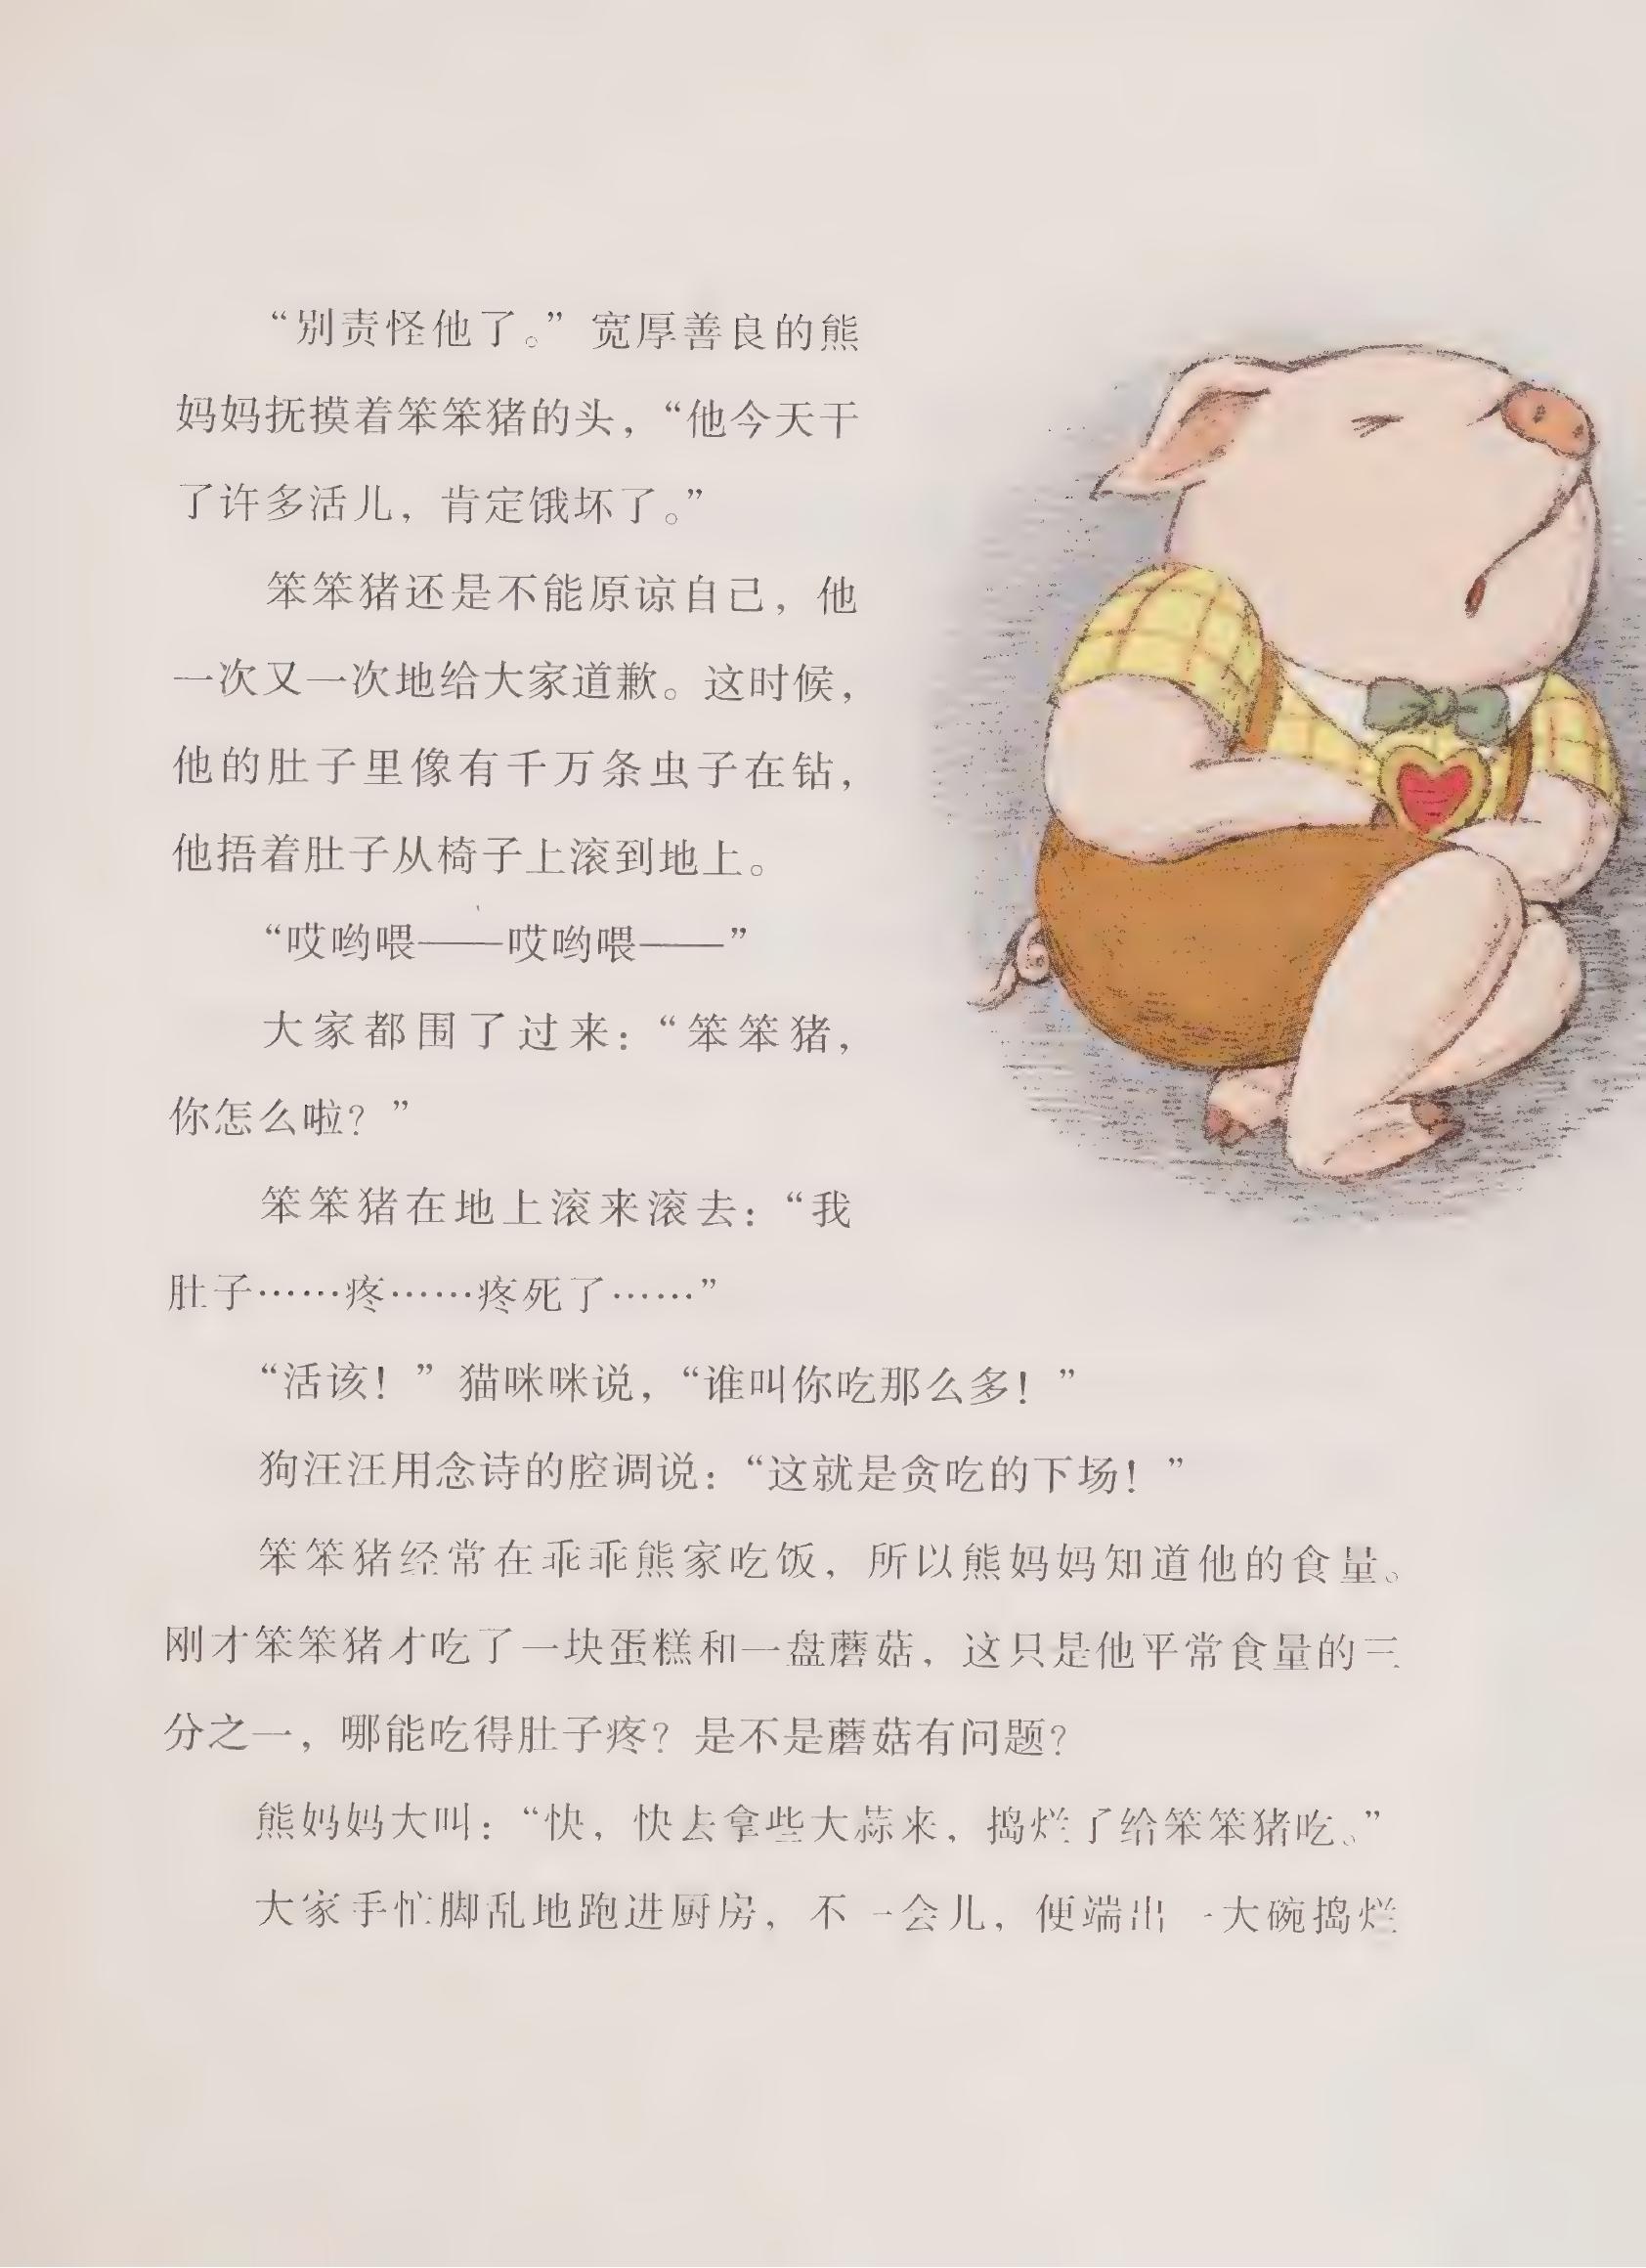 “别责怪他了。”宽厚善良的熊
妈妈抚摸着笨笨猪的头，“他今天干
了许多活儿，肯定饿坏了。”
笨笨猪还是不能原谅自己，他
一次又一次地给大家道歉。这时候，
他的肚子里像有千万条虫子在钻，
他捂着肚子从椅子上滚到地上。
“哎哟喂——哎哟喂——”
大家都围了过来：“笨笨猪，
你怎么啦？”
笨笨猪在地上滚来滚去：“我
肚子……疼……疼死了……”
“活该！”猫咪咪说，“谁叫你吃那么多！”
狗汪汪用念诗的腔调说：“这就是贪吃的下场！”
笨笨猪经常在乖乖熊家吃饭，所以熊妈妈知道他的食量。
刚才笨笨猪才吃了一块蛋糕和一盘蘑菇，这只是他平常食量的三
分之一，哪能吃得肚子疼？是不是蘑菇有问题？
熊妈妈大叫：“快，快去拿些大蒜来，捣烂了给笨笨猪吃。”
大家手忙脚乱地跑进厨房，不一会儿，便端出一大碗捣烂